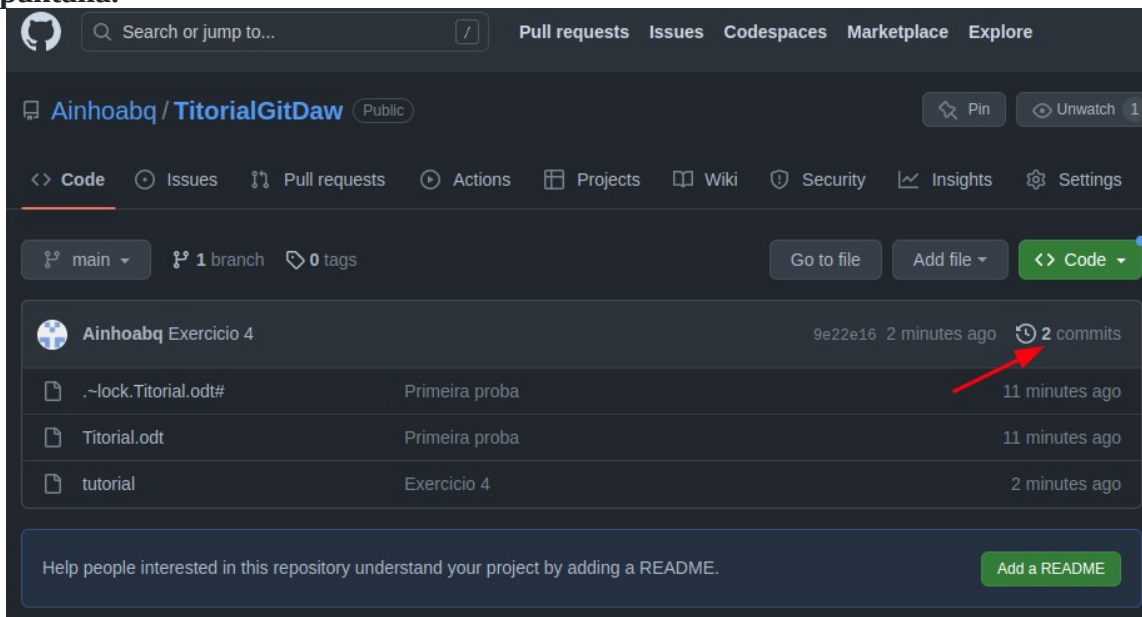 pantalla.
Search or jump to... / Pull requests Issues Codespaces Marketplace Explore
Ainhoabq / TitorialGitDaw Public Pin Unwatch 1
Code Issues Pull requests Actions Projects Wiki Security Insights Settings
main 1 branch 0 tags Go to file Add file Code
Ainhoabq Exercicio 4 9e22e16 2 minutes ago 2 commits
.~lock.Titorial.odt# Primeira proba 11 minutes ago
Titorial.odt Primeira proba 11 minutes ago
tutorial Exercicio 4 2 minutes ago
Help people interested in this repository understand your project by adding a README. Add a README